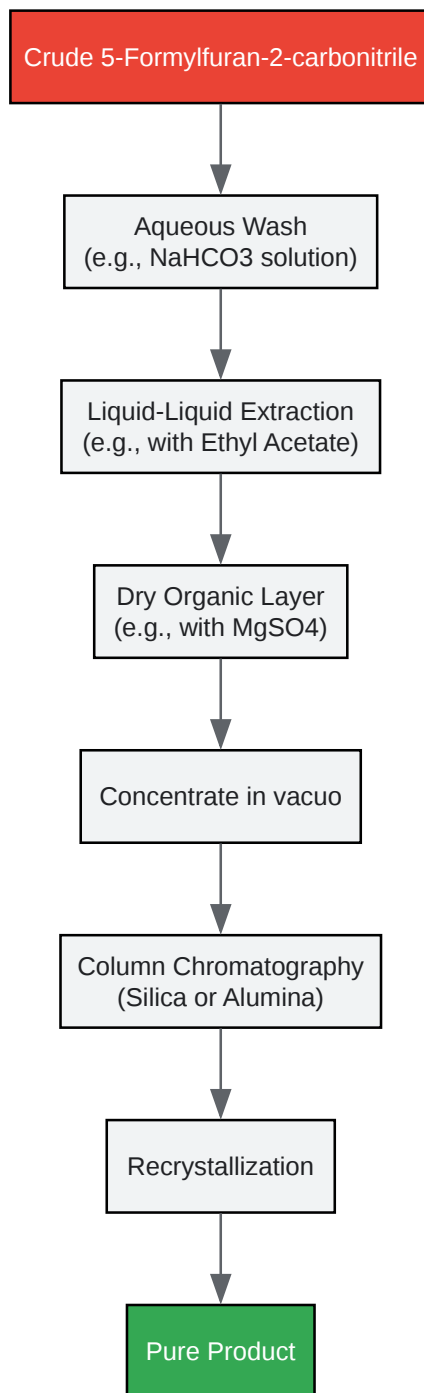 Crude 5-Formylfuran-2-carbonitrile
Aqueous Wash
(e.g., NaHCO3 solution)
Liquid-Liquid Extraction
(e.g., with Ethyl Acetate)
Dry Organic Layer
(e.g., with MgSO4)
Concentrate in vacuo
Column Chromatography
(Silica or Alumina)
Recrystallization
Pure Product